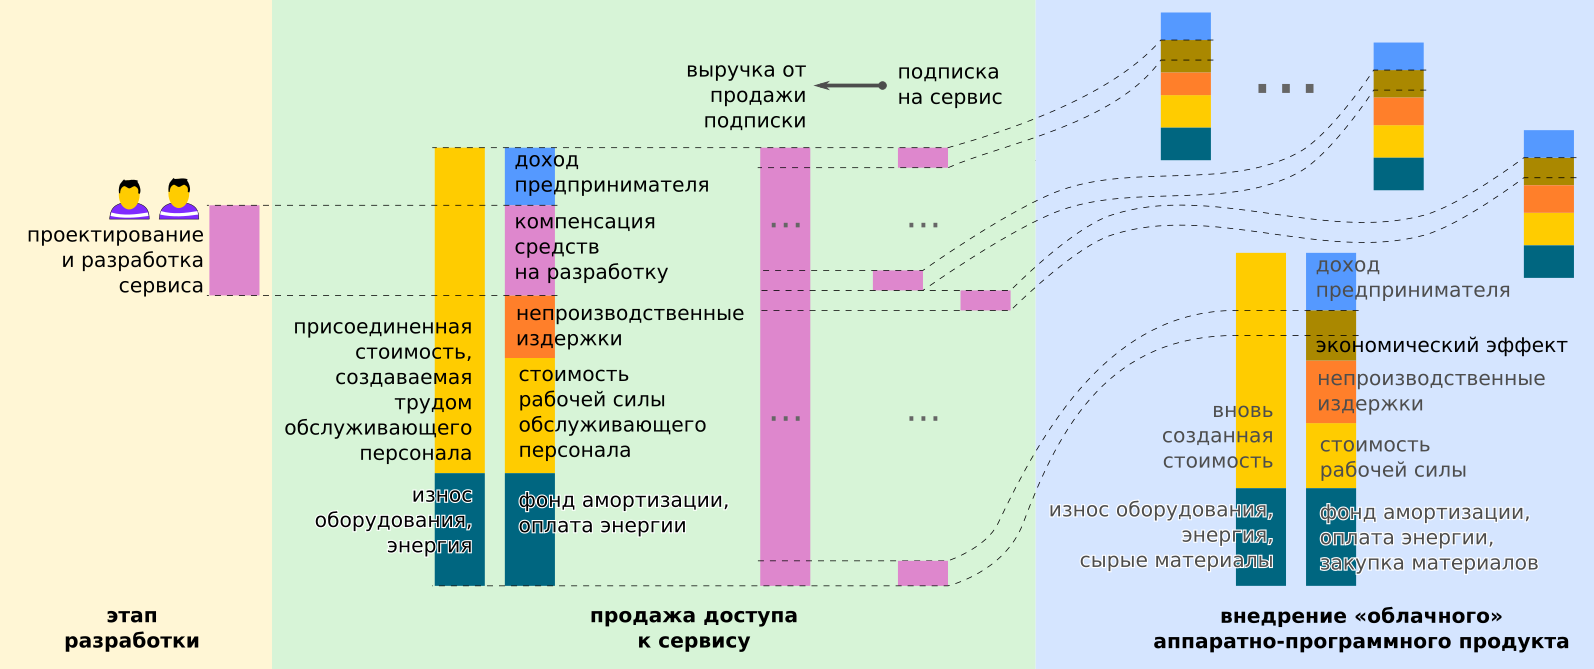 проектирование
и разработка
сервиса
этап
разработки
выручка от
продажи
подписки
подписка
на сервис
доход
предпринимателя
компенсация
средств
на разработку
непроизводственные
издержки
присоединенная
стоимость,
создаваемая
трудом
обслуживающего
персонала
стоимость
рабочей силы
обслуживающего
персонала
износ
оборудования,
энергия
фонд амортизации,
оплата энергии
...
...
...
...
продажа доступа
к сервису
...
доход
предпринимателя
экономический эффект
непроизводственные
издержки
вновь
созданная
стоимость
стоимость
рабочей силы
износ оборудования,
энергия,
сырые материалы
фонд амортизации,
оплата энергии,
закупка материалов
внедрение «облачного»
аппаратно-программного продукта